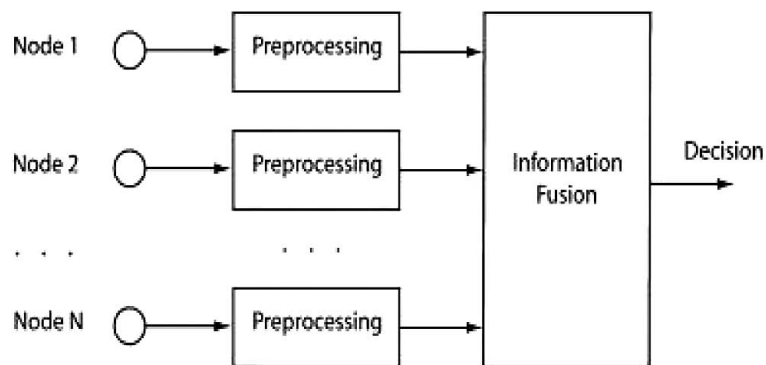 Node 1
Preprocessing
Node 2
Preprocessing
Information
Fusion
Decision
. . .
. . .
Node N
Preprocessing